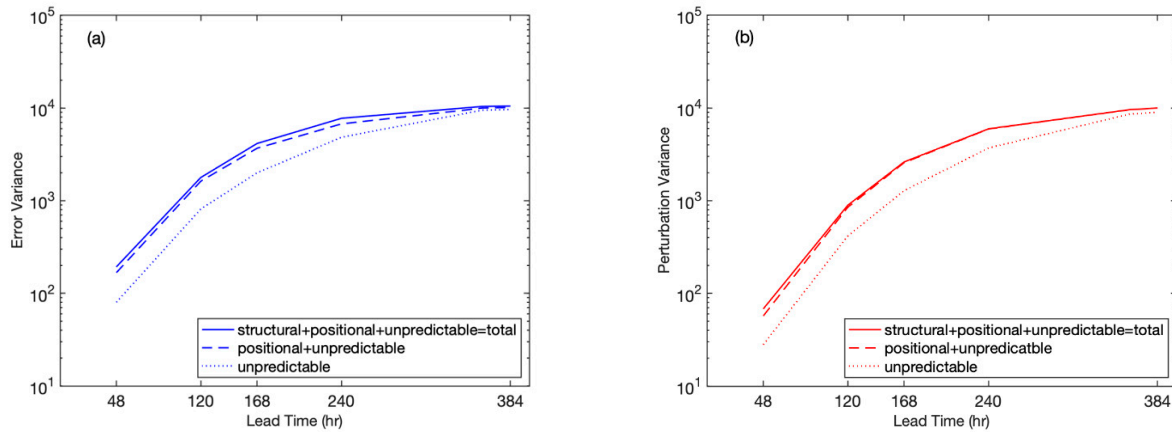 (a)
10^5
10^4
10^3
10^2
10^1
Error Variance
structural+positional+unpredictable=total
positional+unpredictable
unpredictable
48 120 168 240 384
Lead Time (hr)
(b)
10^5
10^4
10^3
10^2
10^1
Perturbation Variance
structural+positional+unpredictable=total
positional+unpredicatble
unpredictable
48 120 168 240 384
Lead Time (hr)